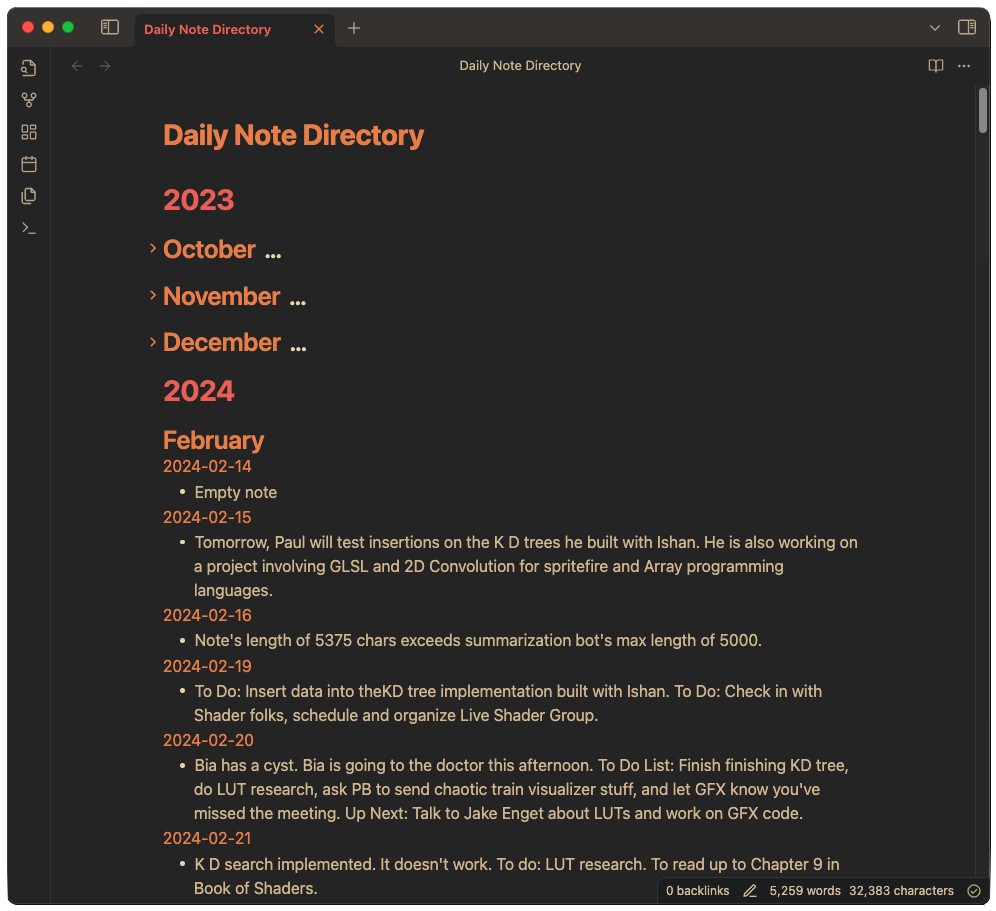 Daily Note Directory
Daily Note Directory
Daily Note Directory
2023
October ...
November ...
December ...
2024
February
2024-02-14
• Empty note
2024-02-15
• Tomorrow, Paul will test insertions on the K D trees he built with Ishan. He is also working on
a project involving GLSL and 2D Convolution for spritefire and Array programming
languages.
2024-02-16
• Note's length of 5375 chars exceeds summarization bot's max length of 5000.
2024-02-19
• To Do: Insert data into theKD tree implementation built with Ishan. To Do: Check in with
Shader folks, schedule and organize Live Shader Group.
2024-02-20
• Bia has a cyst. Bia is going to the doctor this afternoon. To Do List: Finish finishing KD tree,
do LUT research, ask PB to send chaotic train visualizer stuff, and let GFX know you've
missed the meeting. Up Next: Talk to Jake Enget about LUTs and work on GFX code.
2024-02-21
• K D search implemented. It doesn't work. To do: LUT research. To read up to Chapter 9 in
Book of Shaders.
0 backlinks 5,259 words 32,383 characters